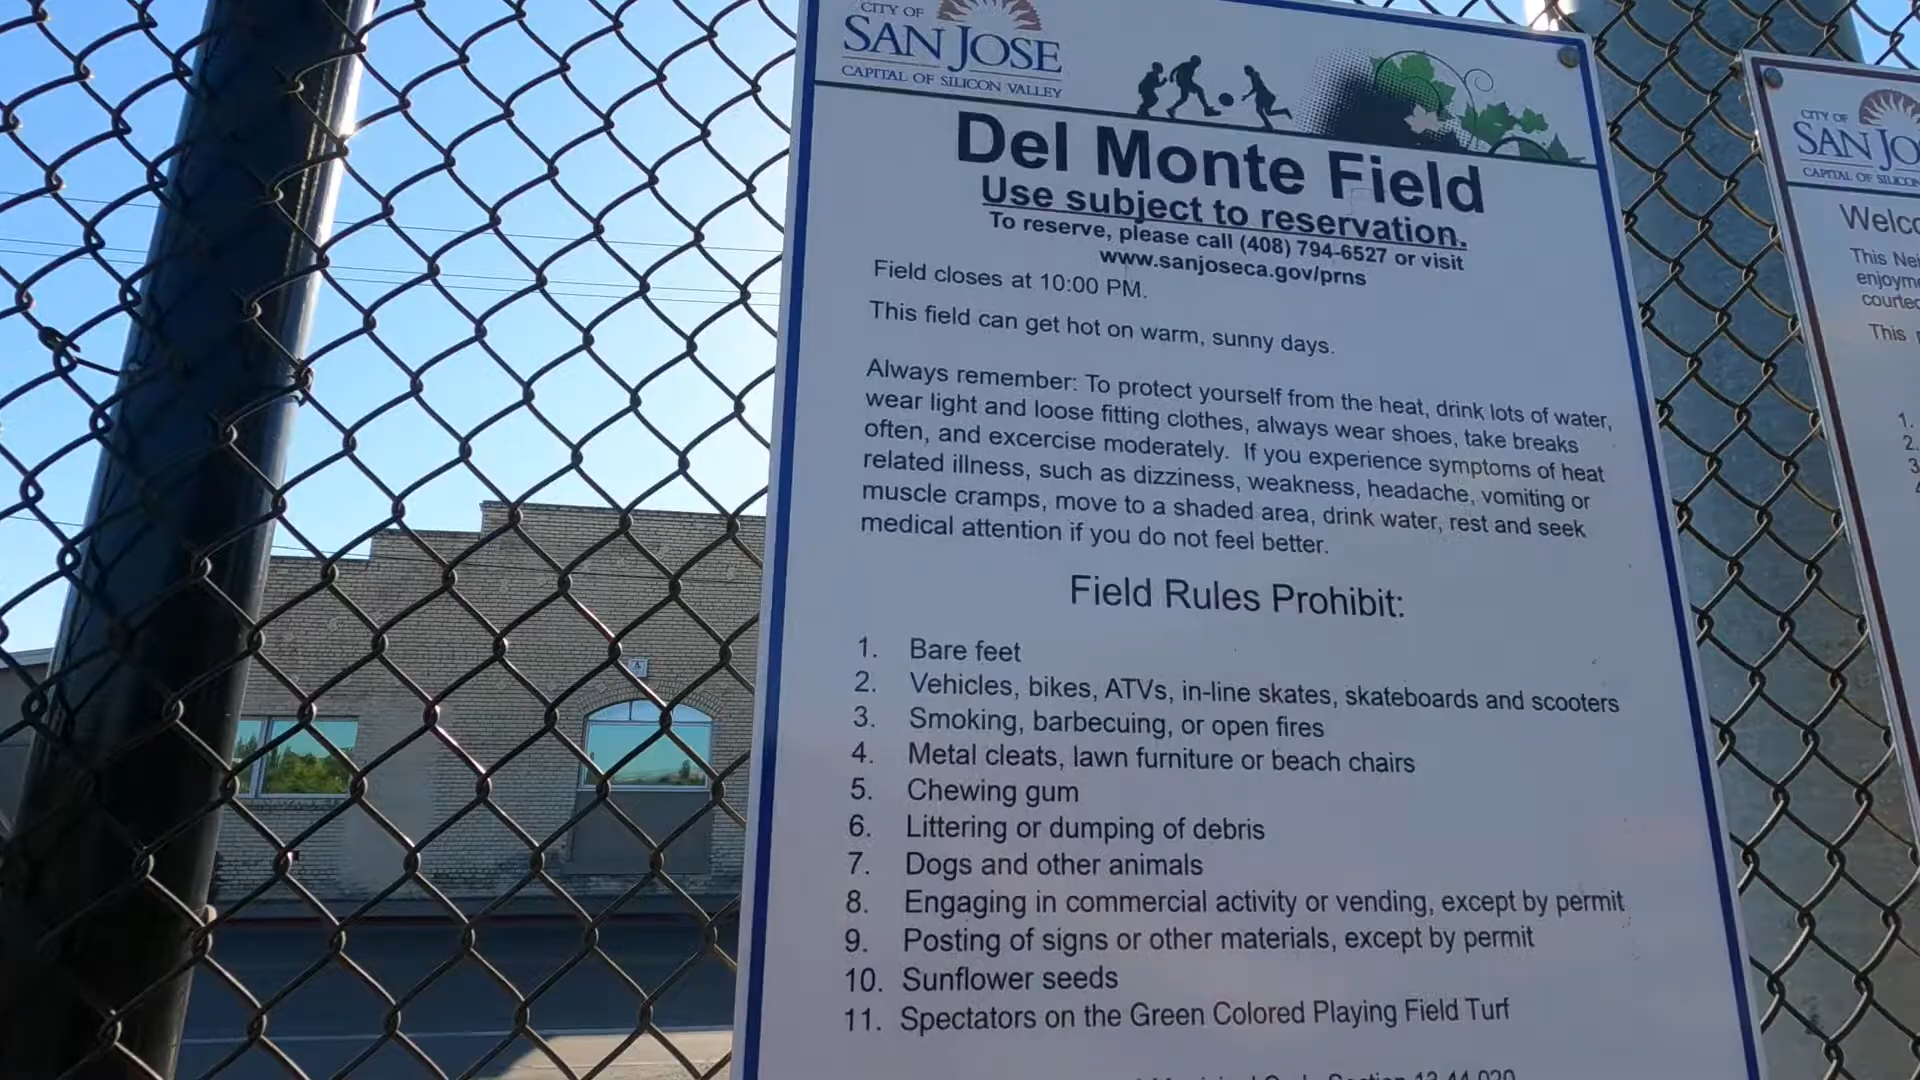 CITY OF
SAN JOSE
CAPITAL OF SILICON VALLEY
Del Monte Field
Use subject to reservation.
To reserve, please call (408) 794-6527 or visit
www.sanjoseca.gov/prns
Field closes at 10:00 PM.
This field can get hot on warm, sunny days.
Always remember: To protect yourself from the heat, drink lots of water,
wear light and loose fitting clothes, always wear shoes, take breaks
often, and excercise moderately. If you experience symptoms of heat
related illness, such as dizziness, weakness, headache, vomiting or
muscle cramps, move to a shaded area, drink water, rest and seek
medical attention if you do not feel better.
Field Rules Prohibit:
1. Bare feet
2. Vehicles, bikes, ATVs, in-line skates, skateboards and scooters
3. Smoking, barbecuing, or open fires
4. Metal cleats, lawn furniture or beach chairs
5. Chewing gum
6. Littering or dumping of debris
7. Dogs and other animals
8. Engaging in commercial activity or vending, except by permit
9. Posting of signs or other materials, except by permit
10. Sunflower seeds
11. Spectators on the Green Colored Playing Field Turf
CITY OF
SAN JO
CAPITAL OF SILICON
Welco
This Nei
enjoym
courte
This
1.
2.
3